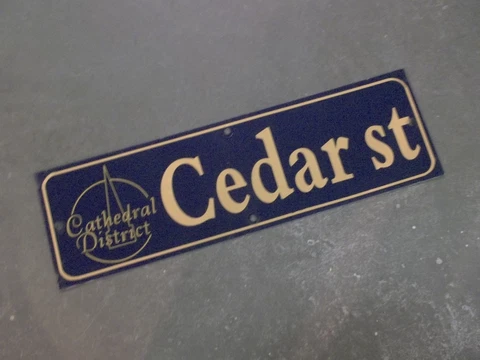 Cathedral
District
Cedar st